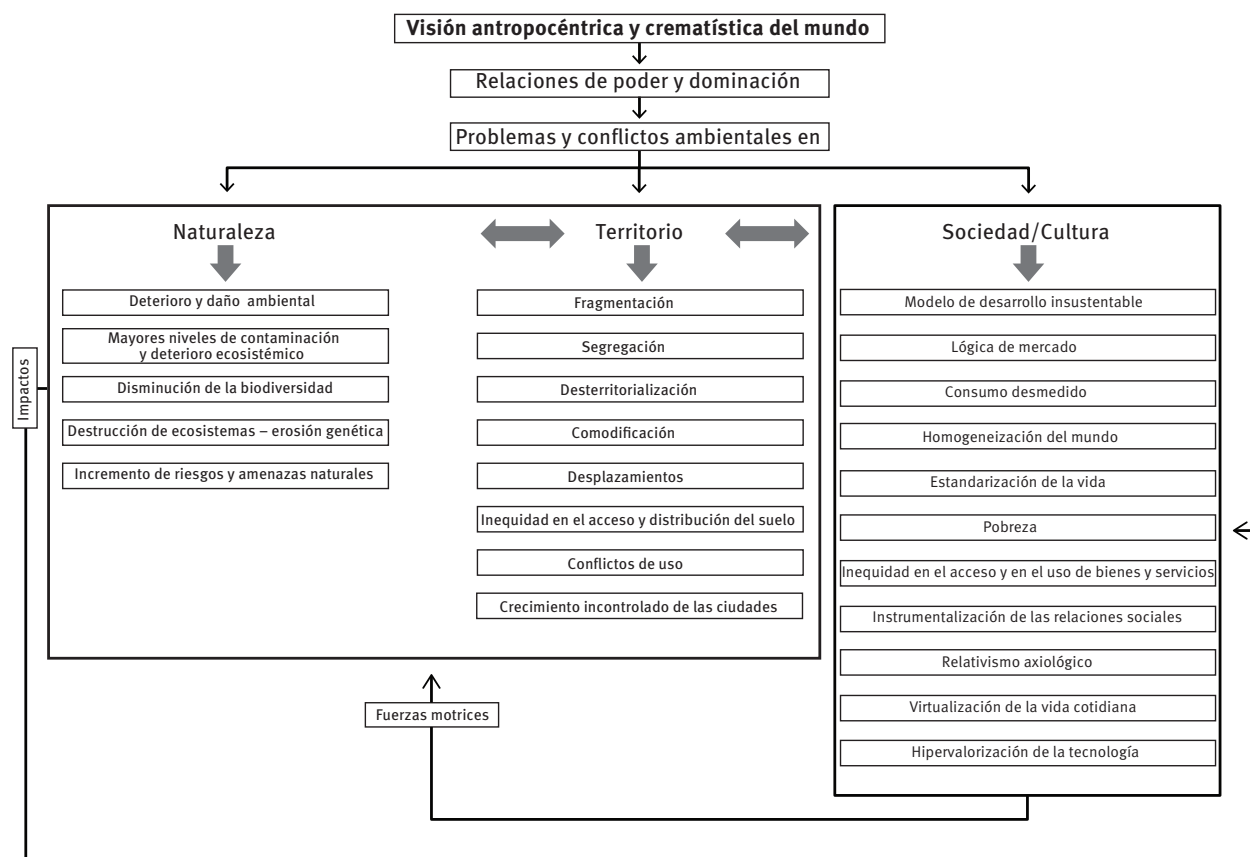 Visión antropocéntrica y crematística del mundo
Relaciones de poder y dominación
Problemas y conflictos ambientales en
Naturaleza
Deterioro y daño ambiental
Mayores niveles de contaminación
y deterioro ecosistémico
Disminución de la biodiversidad
Destrucción de ecosistemas – erosión genética
Incremento de riesgos y amenazas naturales
Territorio
Fragmentación
Segregación
Desterritorialización
Comodificación
Desplazamientos
Inequidad en el acceso y distribución del suelo
Conflictos de uso
Crecimiento incontrolado de las ciudades
Sociedad/Cultura
Modelo de desarrollo insustentable
Lógica de mercado
Consumo desmedido
Homogeneización del mundo
Estandarización de la vida
Pobreza
Inequidad en el acceso y en el uso de bienes y servicios
Instrumentalización de las relaciones sociales
Relativismo axiológico
Virtualización de la vida cotidiana
Hipervalorización de la tecnología
Impactos
Fuerzas motrices